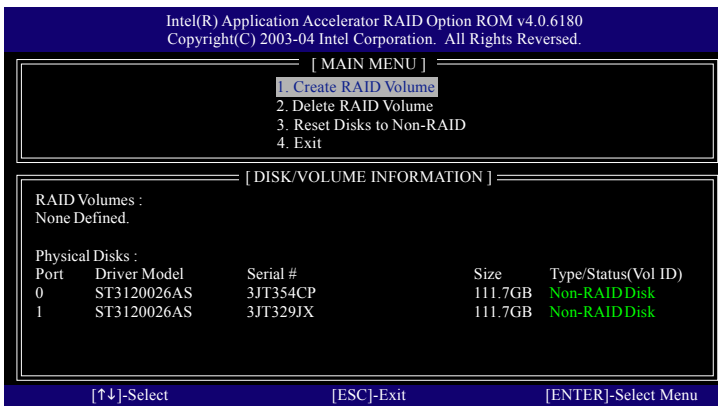 Intel(R) Application Accelerator RAID Option ROM v4.0.6180
Copyright(C) 2003-04 Intel Corporation. All Rights Reversed.
[ MAIN MENU ]
1. Create RAID Volume
2. Delete RAID Volume
3. Reset Disks to Non-RAID
4. Exit
[ DISK/VOLUME INFORMATION ]
RAID Volumes :
None Defined.
Physical Disks :
Port Driver Model Serial # Size Type/Status(Vol ID)
0 ST3120026AS 3JT354CP 111.7GB Non-RAID Disk
1 ST3120026AS 3JT329JX 111.7GB Non-RAID Disk
[↑↓]-Select [ESC]-Exit [ENTER]-Select Menu